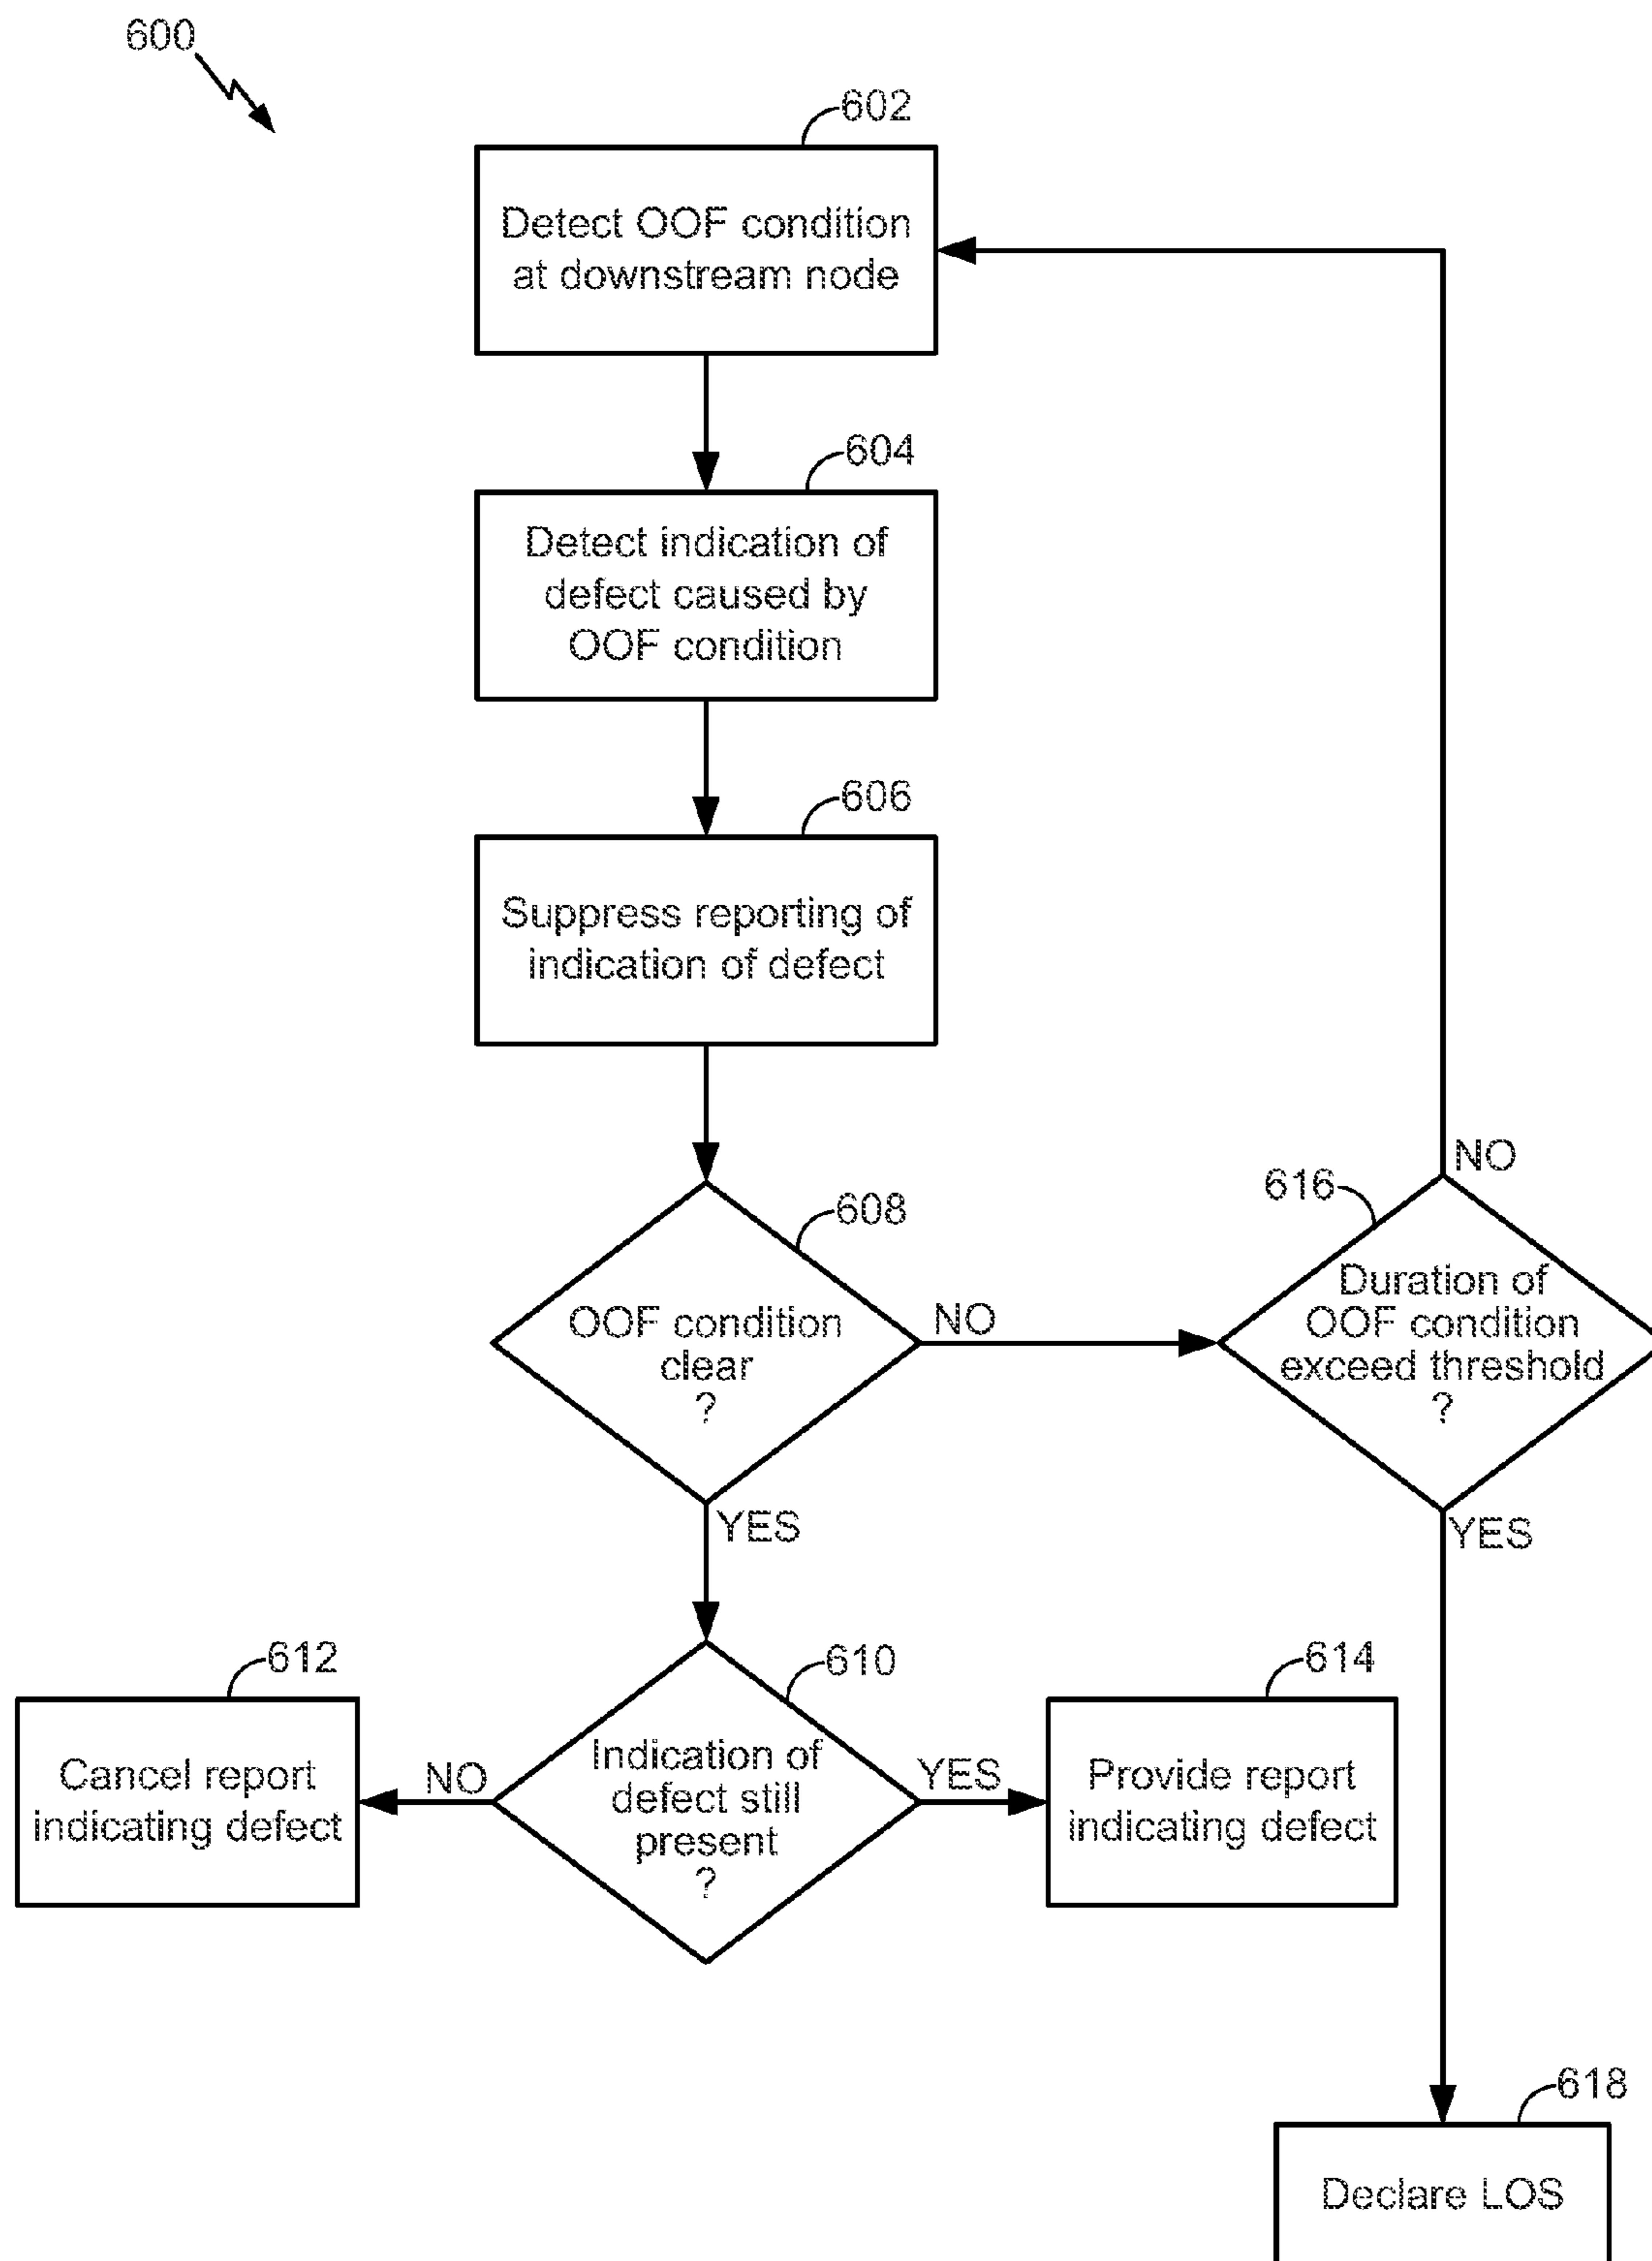 600
602
Detect OOF condition
at downstream node
604
Detect indication of
defect caused by
OOF condition
606
Suppress reporting of
indication of defect
608
OOF condition
clear
?
NO
YES
616
NO
Duration of
OOF condition
exceed threshold
?
YES
610
Indication of
defect still
present
?
NO
YES
612
Cancel report
indicating defect
614
Provide report
indicating defect
618
Declare LOS